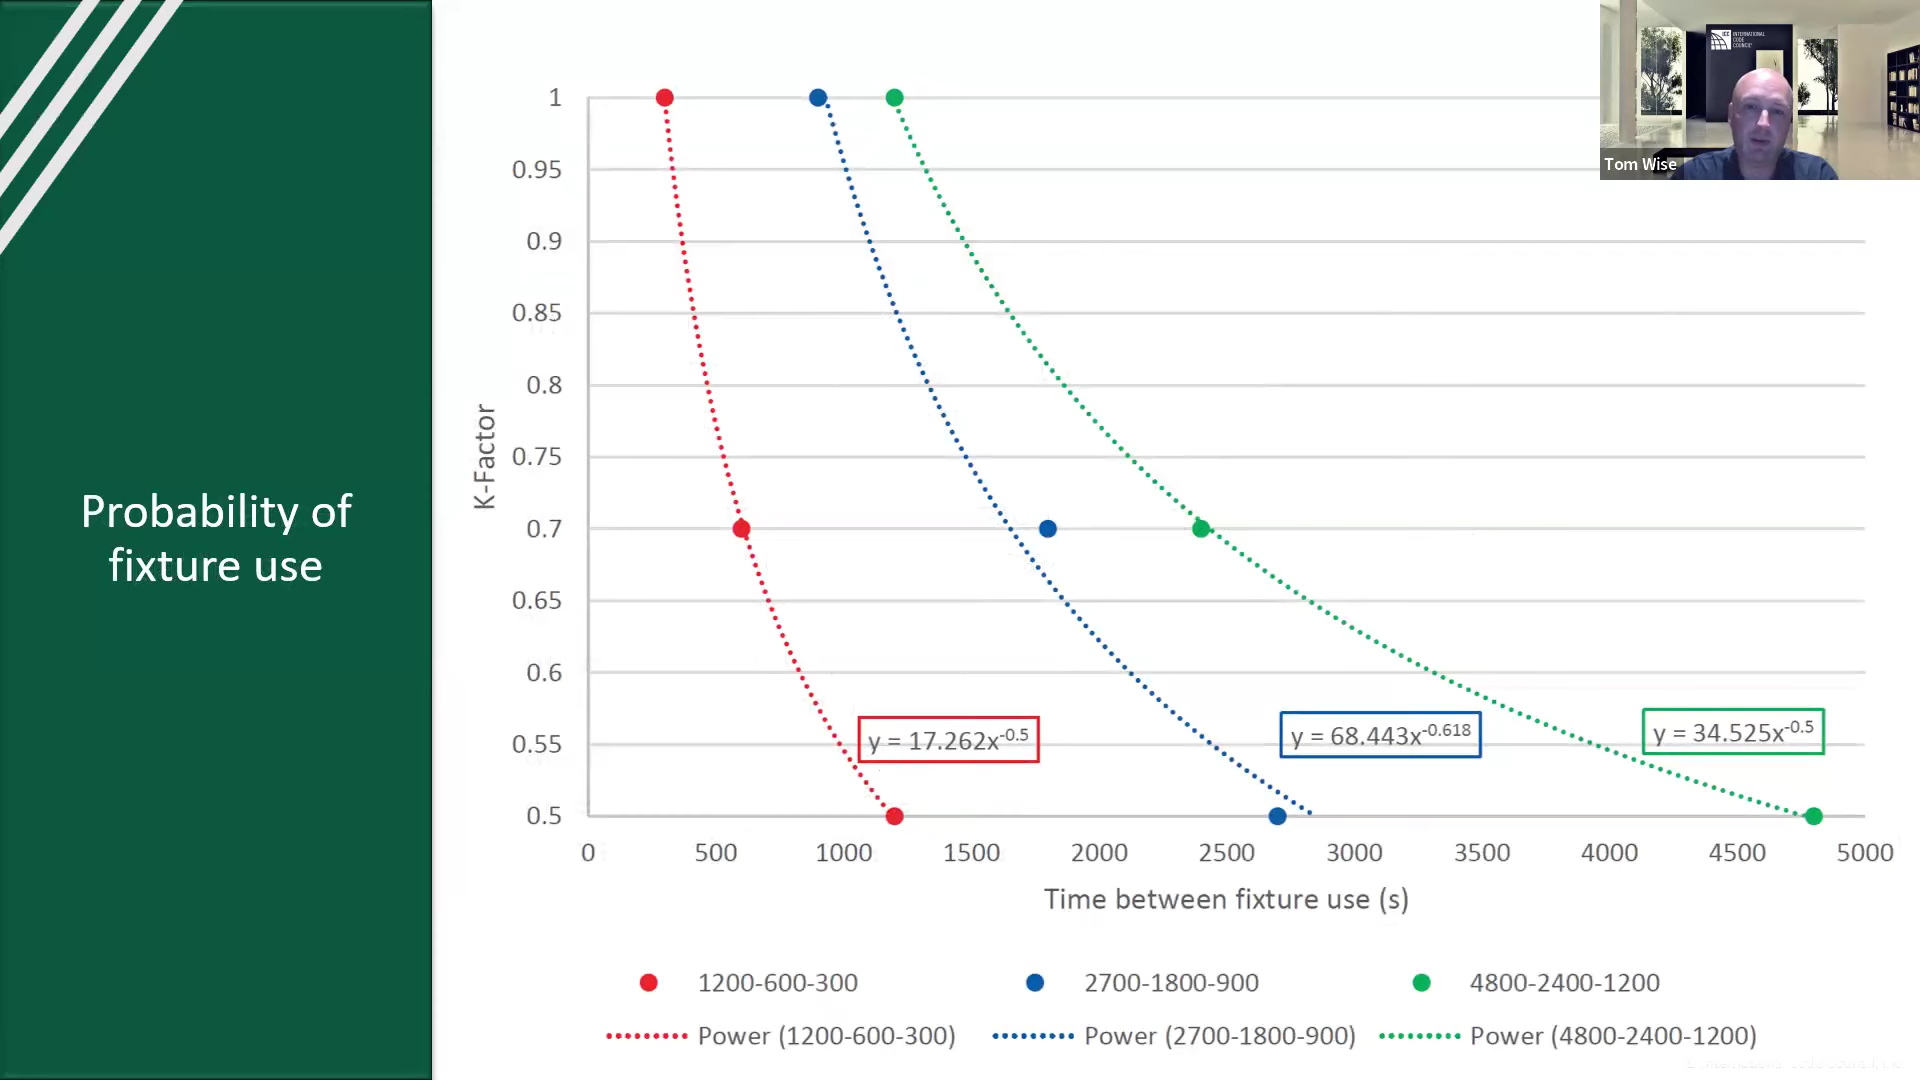 Probability of
fixture use
ICC INTERNATIONAL
CODE
COUNCIL
Tom Wise
K-Factor
1
0.95
0.9
0.85
0.8
0.75
0.7
0.65
0.6
0.55
0.5
y = 17.262x^-0.5
y = 68.443x^-0.618
y = 34.525x^-0.5
0 500 1000 1500 2000 2500 3000 3500 4000 4500 5000
Time between fixture use (s)
1200-600-300 2700-1800-900 4800-2400-1200
Power (1200-600-300) Power (2700-1800-900) Power (4800-2400-1200)